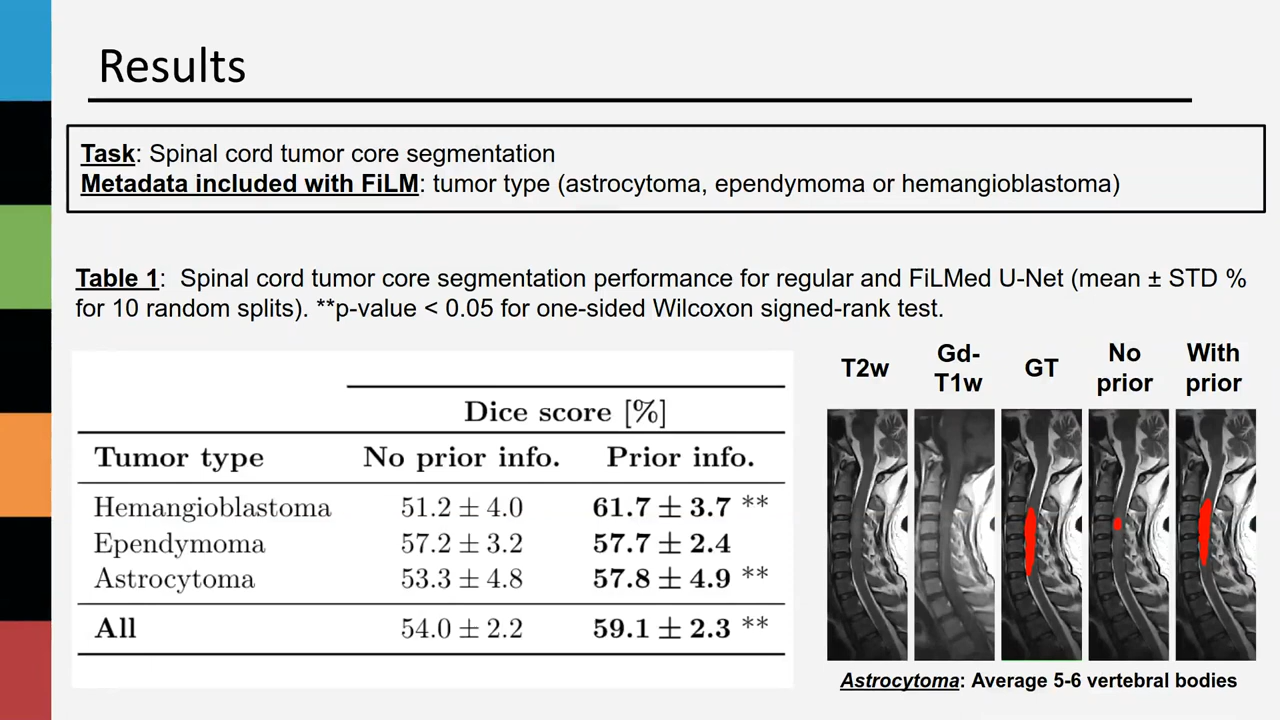 Results
Task: Spinal cord tumor core segmentation
Metadata included with FiLM: tumor type (astrocytoma, ependymoma or hemangioblastoma)
Table 1: Spinal cord tumor core segmentation performance for regular and FiLMed U-Net (mean ± STD %
for 10 random splits). **p-value < 0.05 for one-sided Wilcoxon signed-rank test.
Dice score [%]
Tumor type No prior info. Prior info.
Hemangioblastoma 51.2 ± 4.0 61.7 ± 3.7 **
Ependymoma 57.2 ± 3.2 57.7 ± 2.4
Astrocytoma 53.3 ± 4.8 57.8 ± 4.9 **
All 54.0 ± 2.2 59.1 ± 2.3 **
T2w
Gd-
T1w
GT
No
prior
With
prior
Astrocytoma: Average 5-6 vertebral bodies